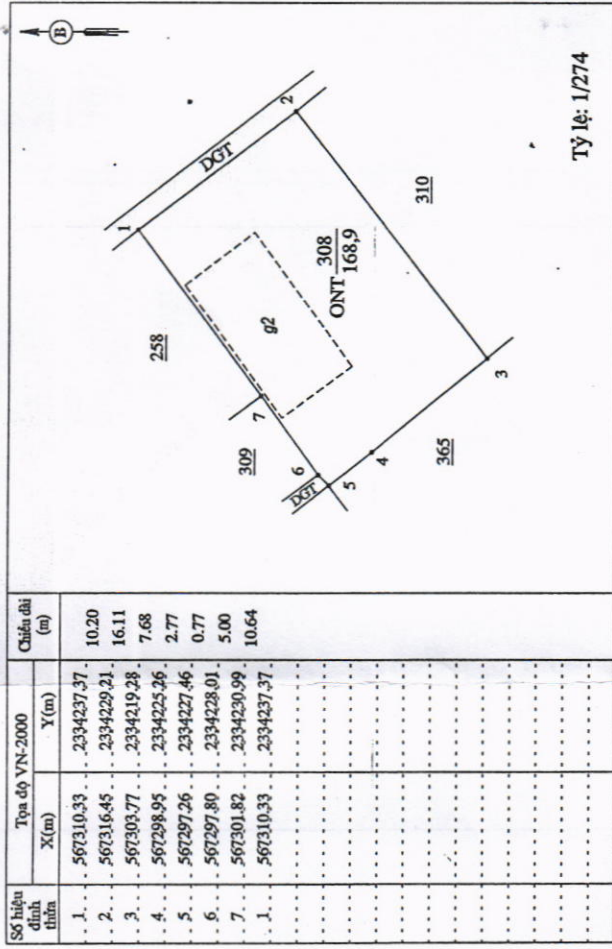 Số hiệu đỉnh thửa
Tọa độ VN-2000
X(m) Y(m)
Chiều dài (m)
1 567310.33 2334237.37
10.20
2 567316.45 2334229.21
16.11
3 567303.77 2334219.28
7.68
4 567298.95 2334225.26
2.77
5 567297.26 2334227.46
0.77
6 567297.80 2334228.01
5.00
7 567301.82 2334230.99
10.64
1 567310.33 2334237.37
B
1
DGT
2
258
g2
ONT 308
168,9
310
7
309
6
DGT
5
4
365
3
Tỷ lệ: 1/274